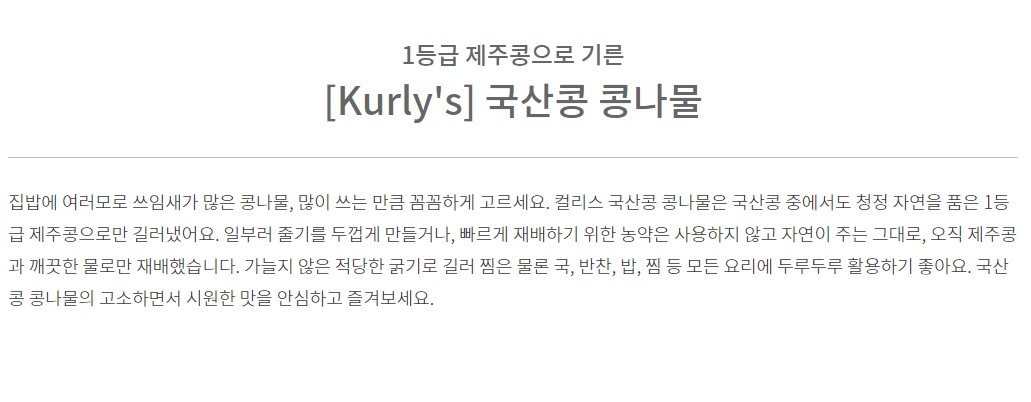 1등급 제주콩으로 기른
[Kurly's] 국산콩 콩나물
집밥에 여러모로 쓰임새가 많은 콩나물, 많이 쓰는 만큼 꼼꼼하게 고르세요. 컬리스 국산콩 콩나물은 국산콩 중에서도 청정 자연을 품은 1등
급 제주콩으로만 길러냈어요. 일부러 줄기를 두껍게 만들거나, 빠르게 재배하기 위한 농약은 사용하지 않고 자연이 주는 그대로, 오직 제주콩
과 깨끗한 물로만 재배했습니다. 가늘지 않은 적당한 굵기로 길러 찜은 물론 국, 반찬, 밥, 찜 등 모든 요리에 두루두루 활용하기 좋아요. 국산
콩 콩나물의 고소하면서 시원한 맛을 안심하고 즐겨보세요.